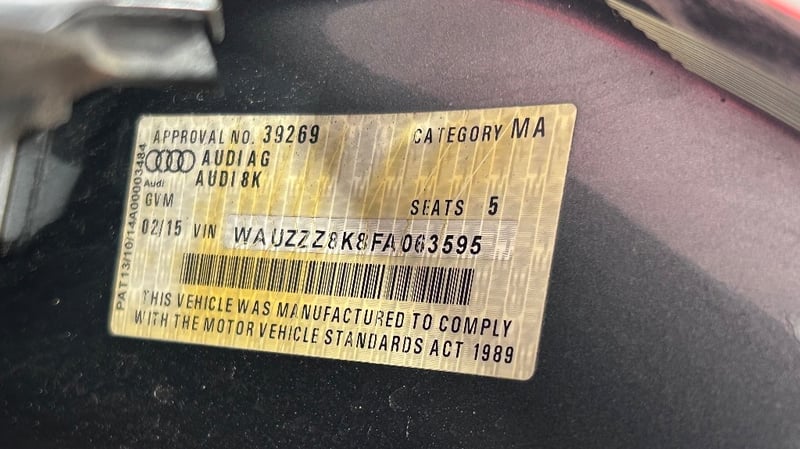 APPROVAL NO. 39269 CATEGORY MA
AUDI AG
Audi AUDI 8K
GVM SEATS 5
02/15 VIN WAUZZZ8K8FA063595
THIS VEHICLE WAS MANUFACTURED TO COMPLY
WITH THE MOTOR VEHICLE STANDARDS ACT 1989
PAT13/10/14A00003484